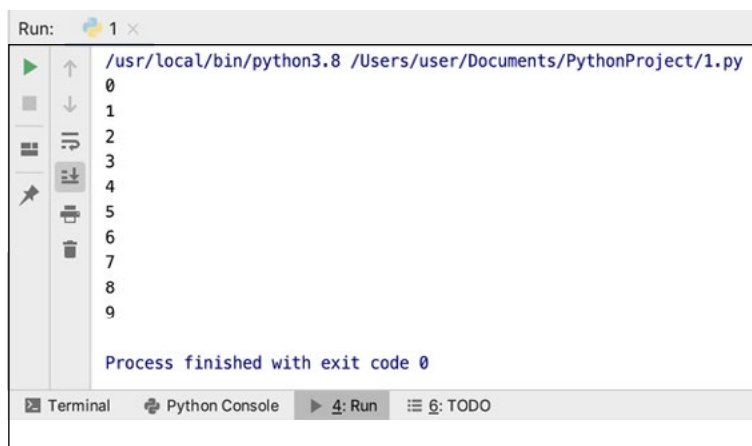 Run: 1
/usr/local/bin/python3.8 /Users/user/Documents/PythonProject/1.py
0
1
2
3
4
5
6
7
8
9
Process finished with exit code 0
Terminal Python Console 4: Run 6: TODO